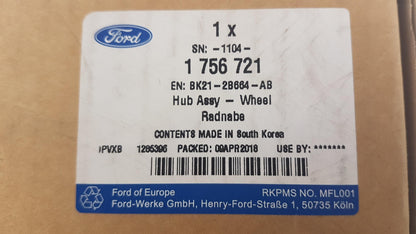 Ford
1 x
SN: -1104-
1 756 721
EN: BK21-2B664-AB
Hub Assy - Wheel
Radnabe
CONTENTS MADE IN South Korea
PVXB 1285396 PACKED: 09APR2018 USE BY: *******
Ford of Europe RKPMS NO. MFL001
Ford-Werke GmbH, Henry-Ford-Straße 1, 50735 Köln